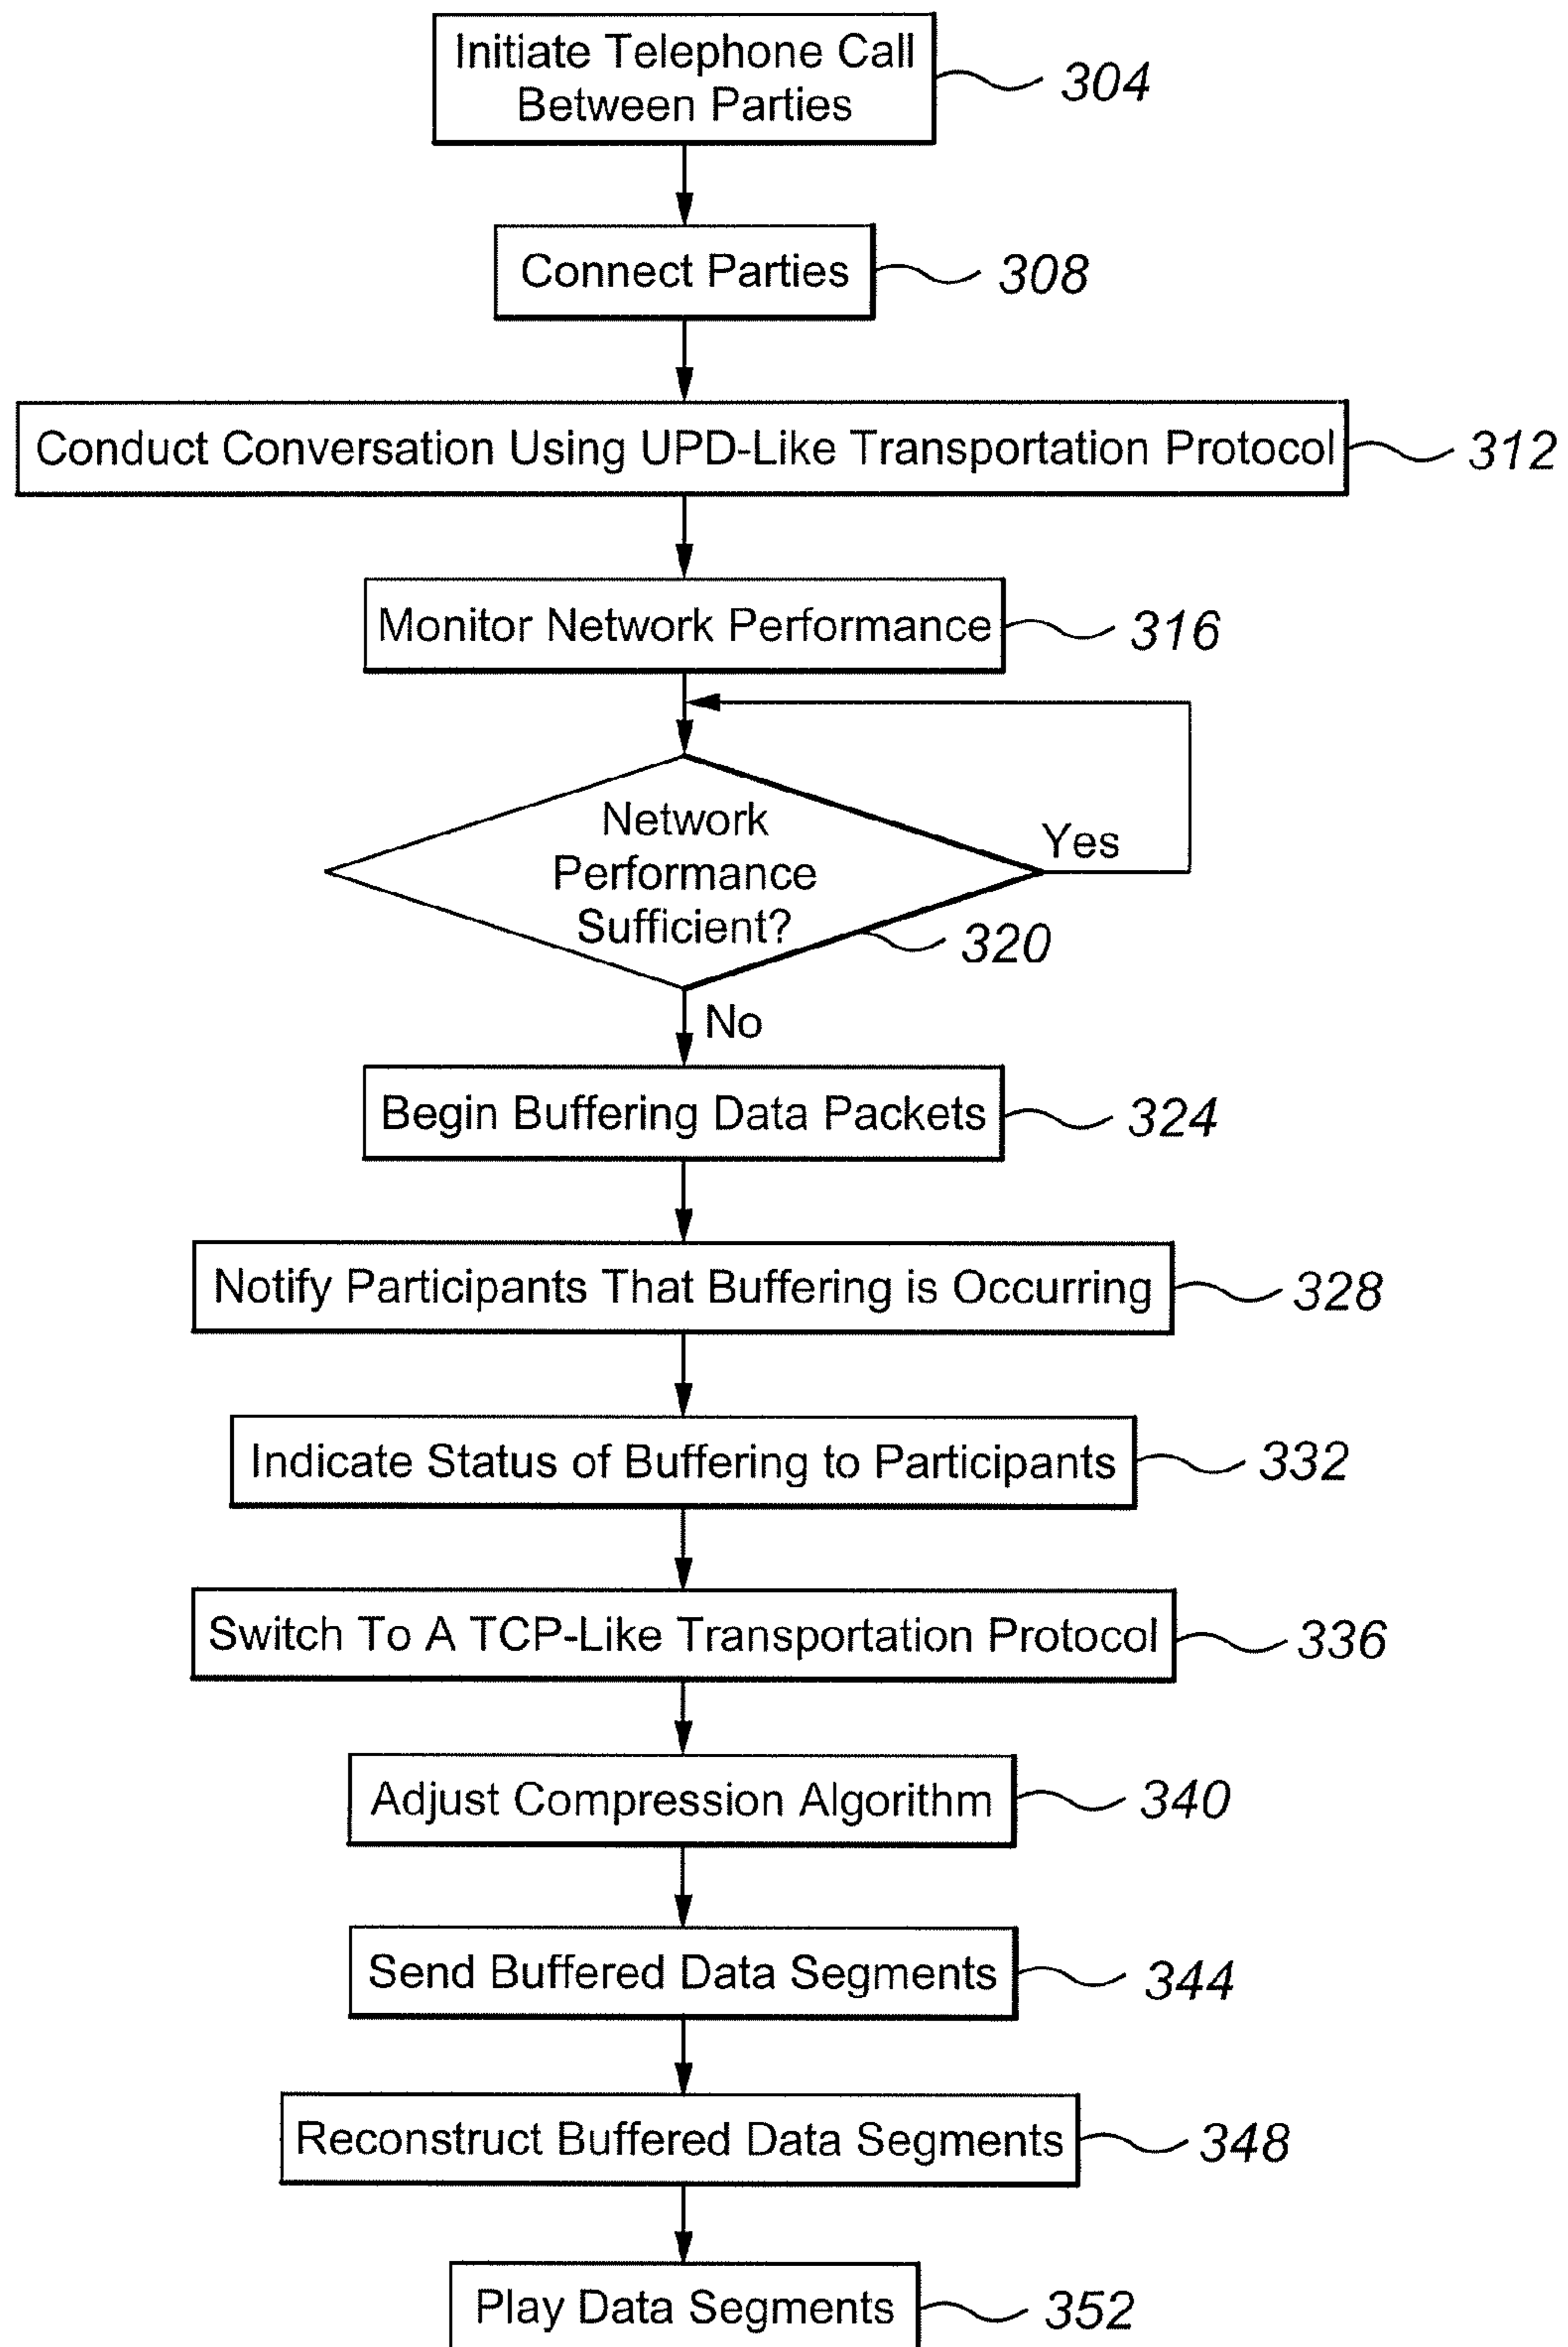 Initiate Telephone Call
Between Parties
304
Connect Parties
308
Conduct Conversation Using UPD-Like Transportation Protocol
312
Monitor Network Performance
316
Network
Performance
Sufficient?
Yes
320
No
Begin Buffering Data Packets
324
Notify Participants That Buffering is Occurring
328
Indicate Status of Buffering to Participants
332
Switch To A TCP-Like Transportation Protocol
336
Adjust Compression Algorithm
340
Send Buffered Data Segments
344
Reconstruct Buffered Data Segments
348
Play Data Segments
352